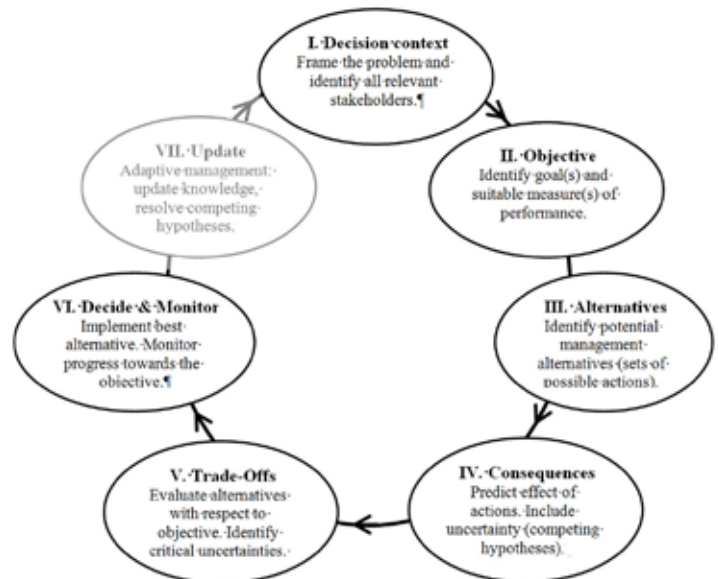 I. Decision context
Frame the problem and
identify all relevant
stakeholders.¶
II. Objective
Identify goal(s) and
suitable measure(s) of
performance.
III. Alternatives
Identify potential
management
alternatives (sets of
possible actions).
IV. Consequences
Predict effect of
actions. Include
uncertainty (competing
hypotheses).
V. Trade-Offs
Evaluate alternatives
with respect to
objective. Identify
critical uncertainties.
VI. Decide & Monitor
Implement best
alternative. Monitor
progress towards the
objective.¶
VII. Update
Adaptive management:
update knowledge,
resolve competing
hypotheses.